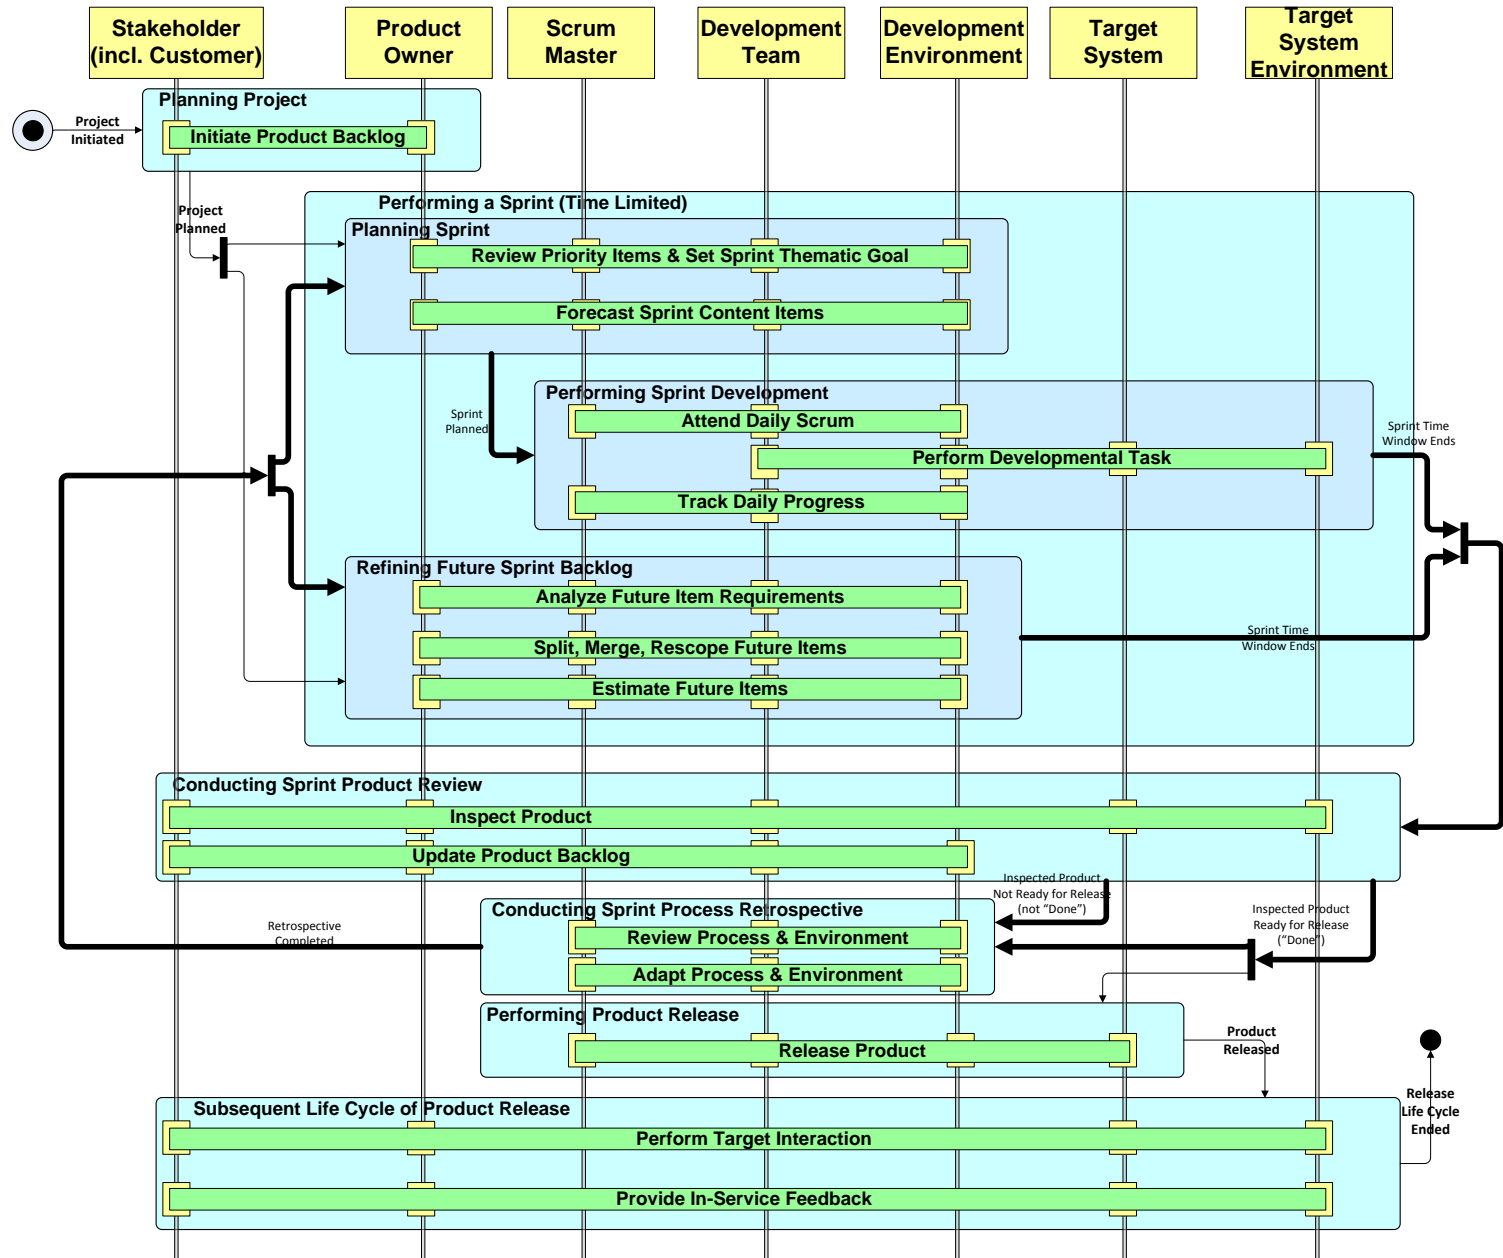 Stakeholder
(incl. Customer)
Product
Owner
Scrum
Master
Development
Team
Development
Environment
Target
System
Target
System
Environment
Planning Project
Project
Initiated
Initiate Product Backlog
Project
Planned
Performing a Sprint (Time Limited)
Planning Sprint
Review Priority Items & Set Sprint Thematic Goal
Forecast Sprint Content Items
Sprint
Planned
Performing Sprint Development
Attend Daily Scrum
Perform Developmental Task
Track Daily Progress
Sprint Time
Window Ends
Refining Future Sprint Backlog
Analyze Future Item Requirements
Split, Merge, Rescope Future Items
Estimate Future Items
Sprint Time
Window Ends
Conducting Sprint Product Review
Inspect Product
Update Product Backlog
Inspected Product
Not Ready for Release
(not “Done”)
Inspected Product
Ready for Release
(“Done”)
Conducting Sprint Process Retrospective
Review Process & Environment
Adapt Process & Environment
Retrospective
Completed
Performing Product Release
Release Product
Product
Released
Subsequent Life Cycle of Product Release
Perform Target Interaction
Provide In-Service Feedback
Release
Life Cycle
Ended